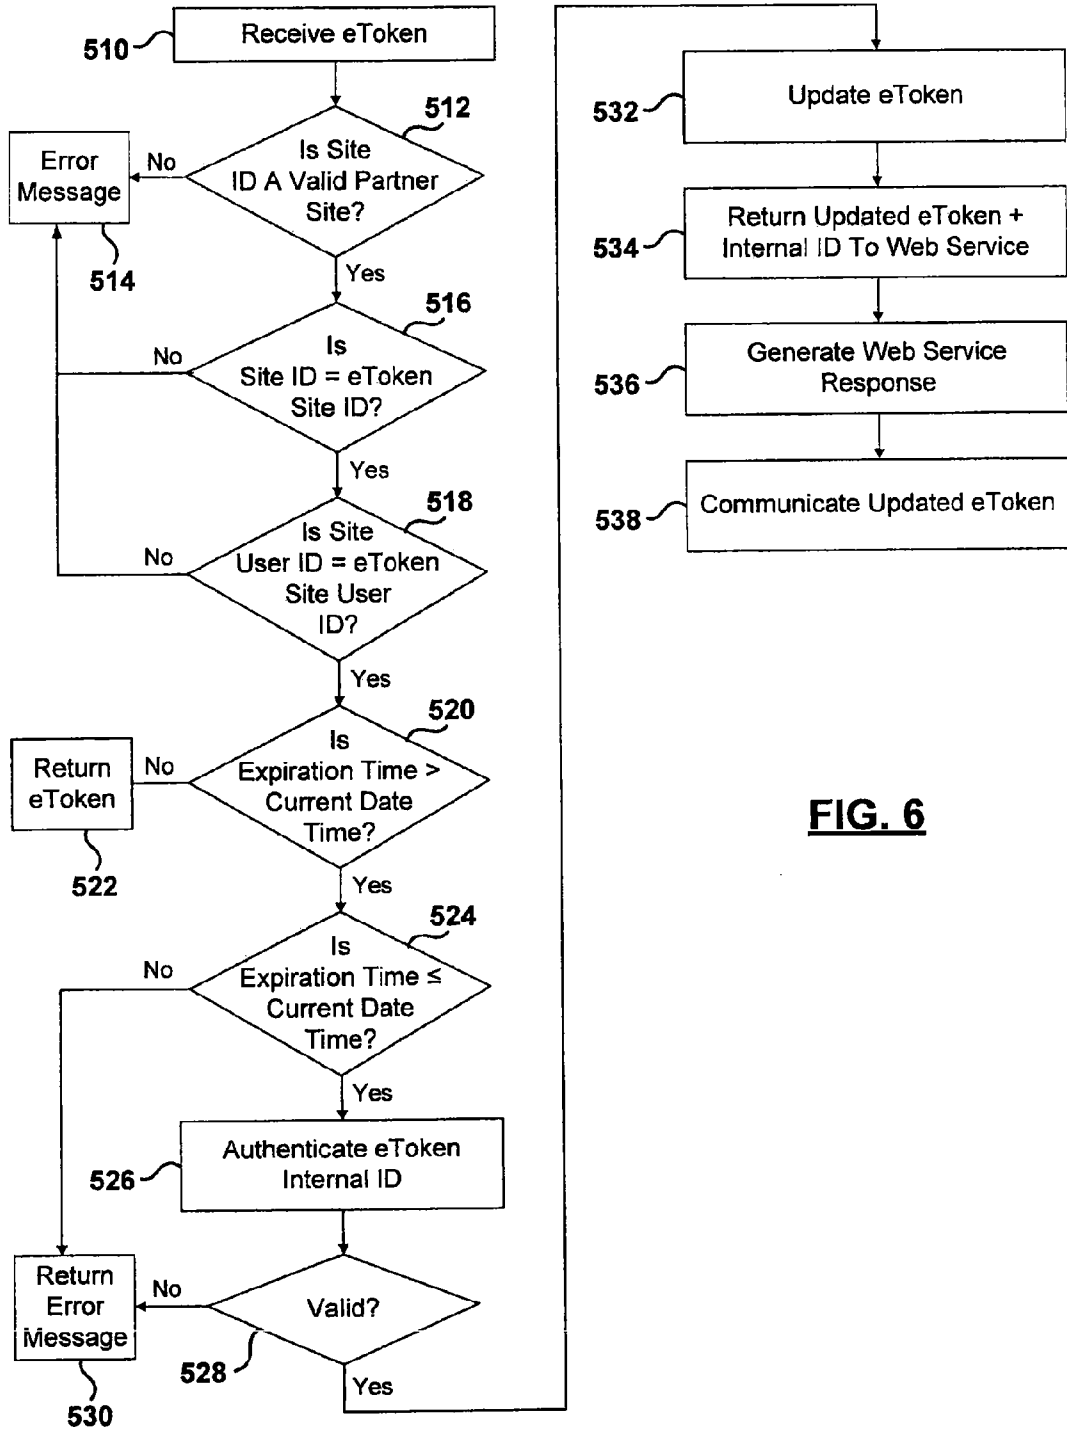 510
Receive eToken
512
Is Site
ID A Valid Partner
Site?
No
Error
Message
514
Yes
516
Is
Site ID = eToken
Site ID?
No
Yes
518
Is Site
User ID = eToken
Site User
ID?
No
Yes
520
Is
Expiration Time >
Current Date
Time?
No
Return
eToken
522
Yes
524
Is
Expiration Time ≤
Current Date
Time?
No
Yes
526
Authenticate eToken
Internal ID
Valid?
528
No
Return
Error
Message
530
Yes
532
Update eToken
534
Return Updated eToken +
Internal ID To Web Service
536
Generate Web Service
Response
538
Communicate Updated eToken
FIG. 6